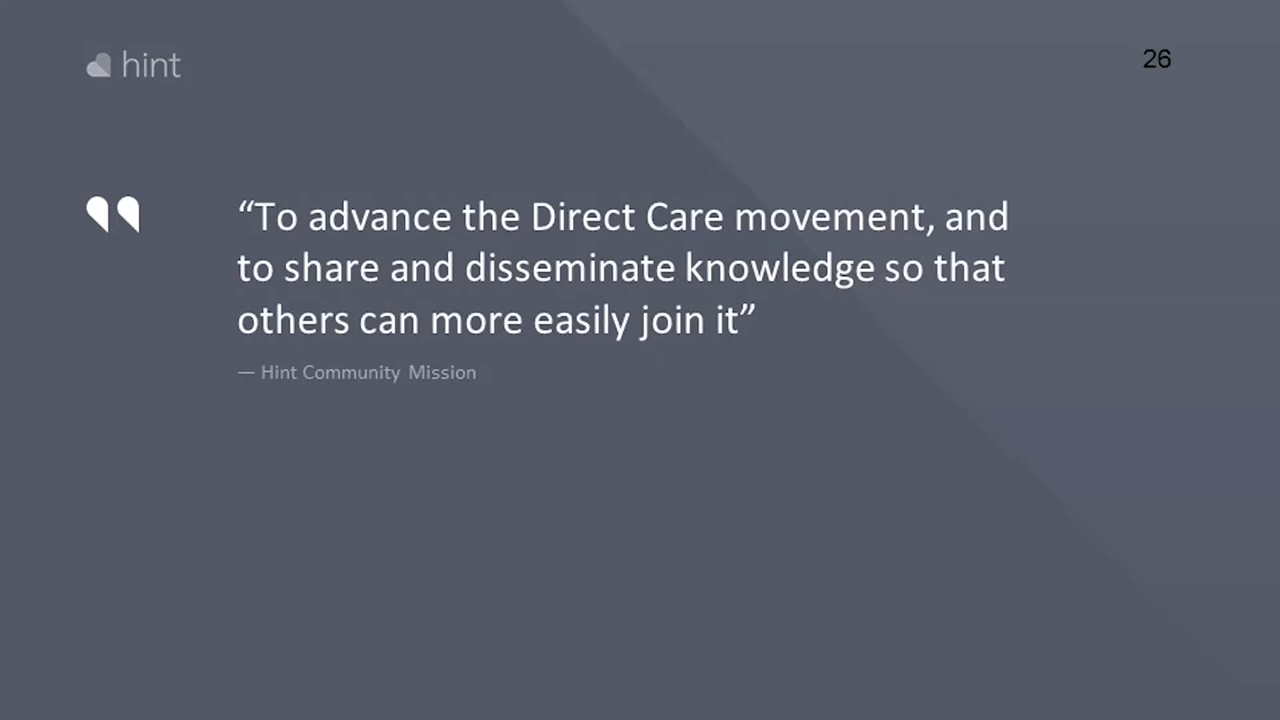 hint
26
“To advance the Direct Care movement, and
to share and disseminate knowledge so that
others can more easily join it”
— Hint Community Mission